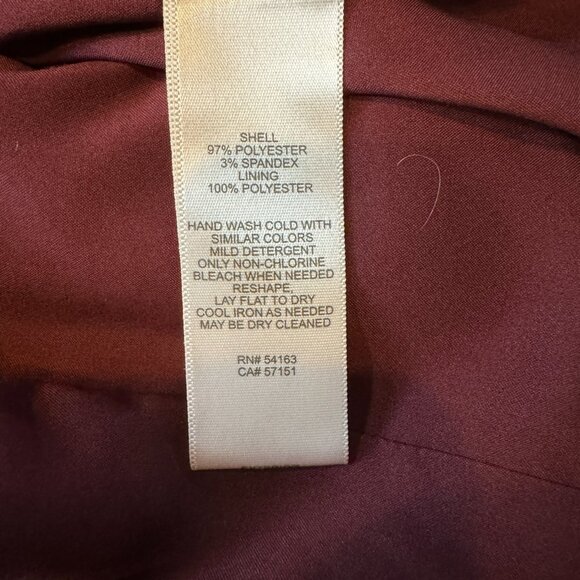 SHELL
97% POLYESTER
3% SPANDEX
LINING
100% POLYESTER
HAND WASH COLD WITH
SIMILAR COLORS
MILD DETERGENT
ONLY NON-CHLORINE
BLEACH WHEN NEEDED
RESHAPE,
LAY FLAT TO DRY
COOL IRON AS NEEDED
MAY BE DRY CLEANED
RN# 54163
CA# 57151